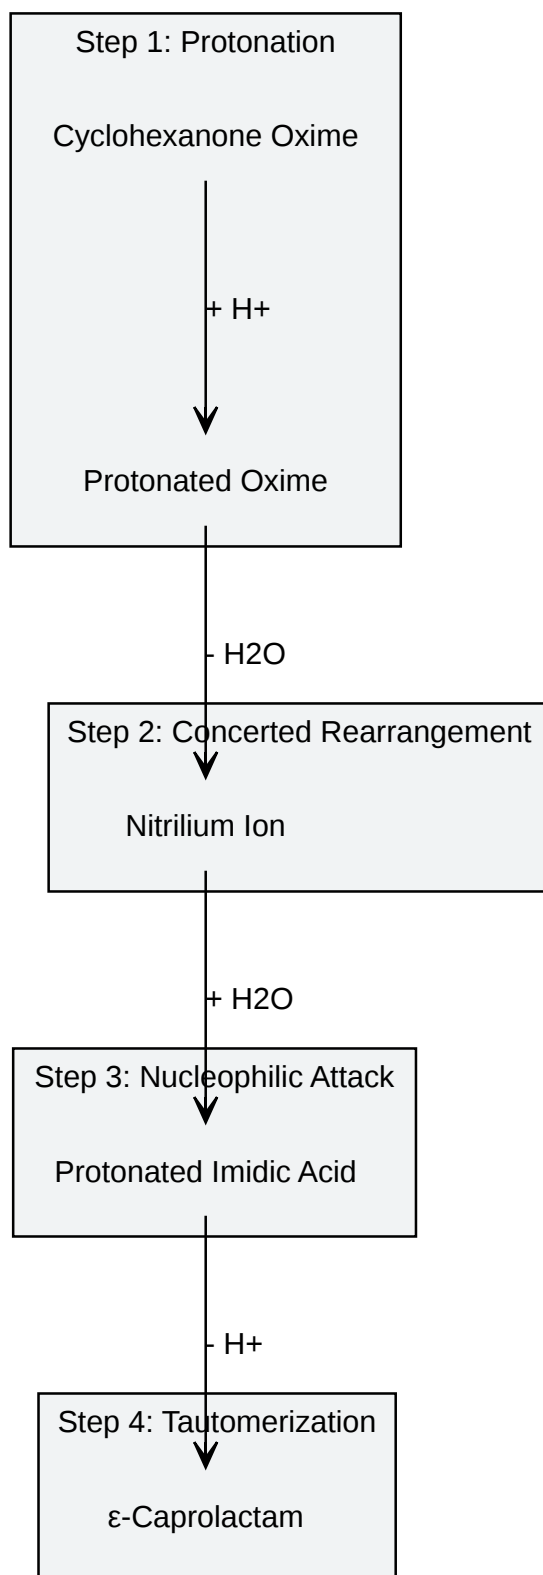 Step 1: Protonation
Cyclohexanone Oxime
+ H+
Protonated Oxime
- H2O
Step 2: Concerted Rearrangement
Nitrilium Ion
+ H2O
Step 3: Nucleophilic Attack
Protonated Imidic Acid
- H+
Step 4: Tautomerization
ε-Caprolactam